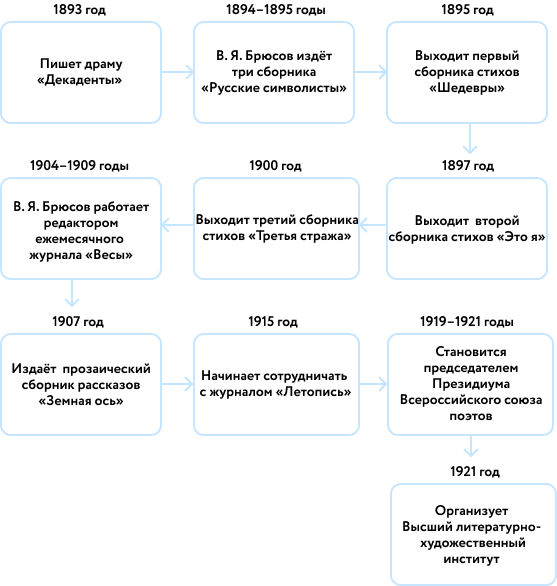 1893 год
Пишет драму
«Декаденты»
1894–1895 годы
В. Я. Брюсов издёт
три сборника
«Русские символисты»
1895 год
Выходит первый
сборника стихов
«Шедевры»
1897 год
Выходит второй
сборника стихов «Это я»
1900 год
Выходит третий сборника
стихов «Третья стража»
1904–1909 годы
В. Я. Брюсов работает
редактором
ежемесячного
журнала «Весы»
1907 год
Издаёт прозаический
сборник рассказов
«Земная ось»
1915 год
Начинает сотрудничать
с журналом «Летопись»
1919–1921 годы
Становится
председателем
Президиума
Всероссийского союза
поэтов
1921 год
Организует
Высший литературно-
художественный
институт